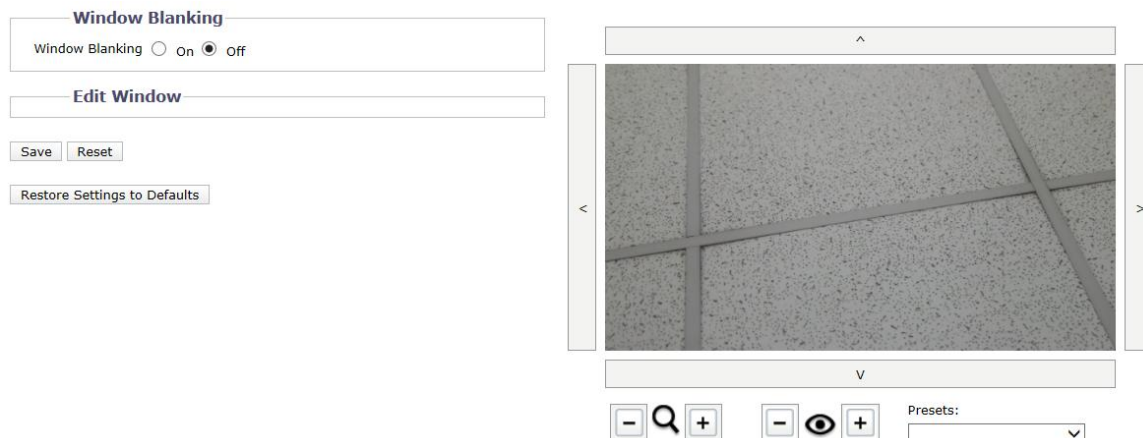 Window Blanking
Window Blanking On Off
Edit Window
Save Reset
Restore Settings to Defaults
^
<
>
v
- + - + Presets: